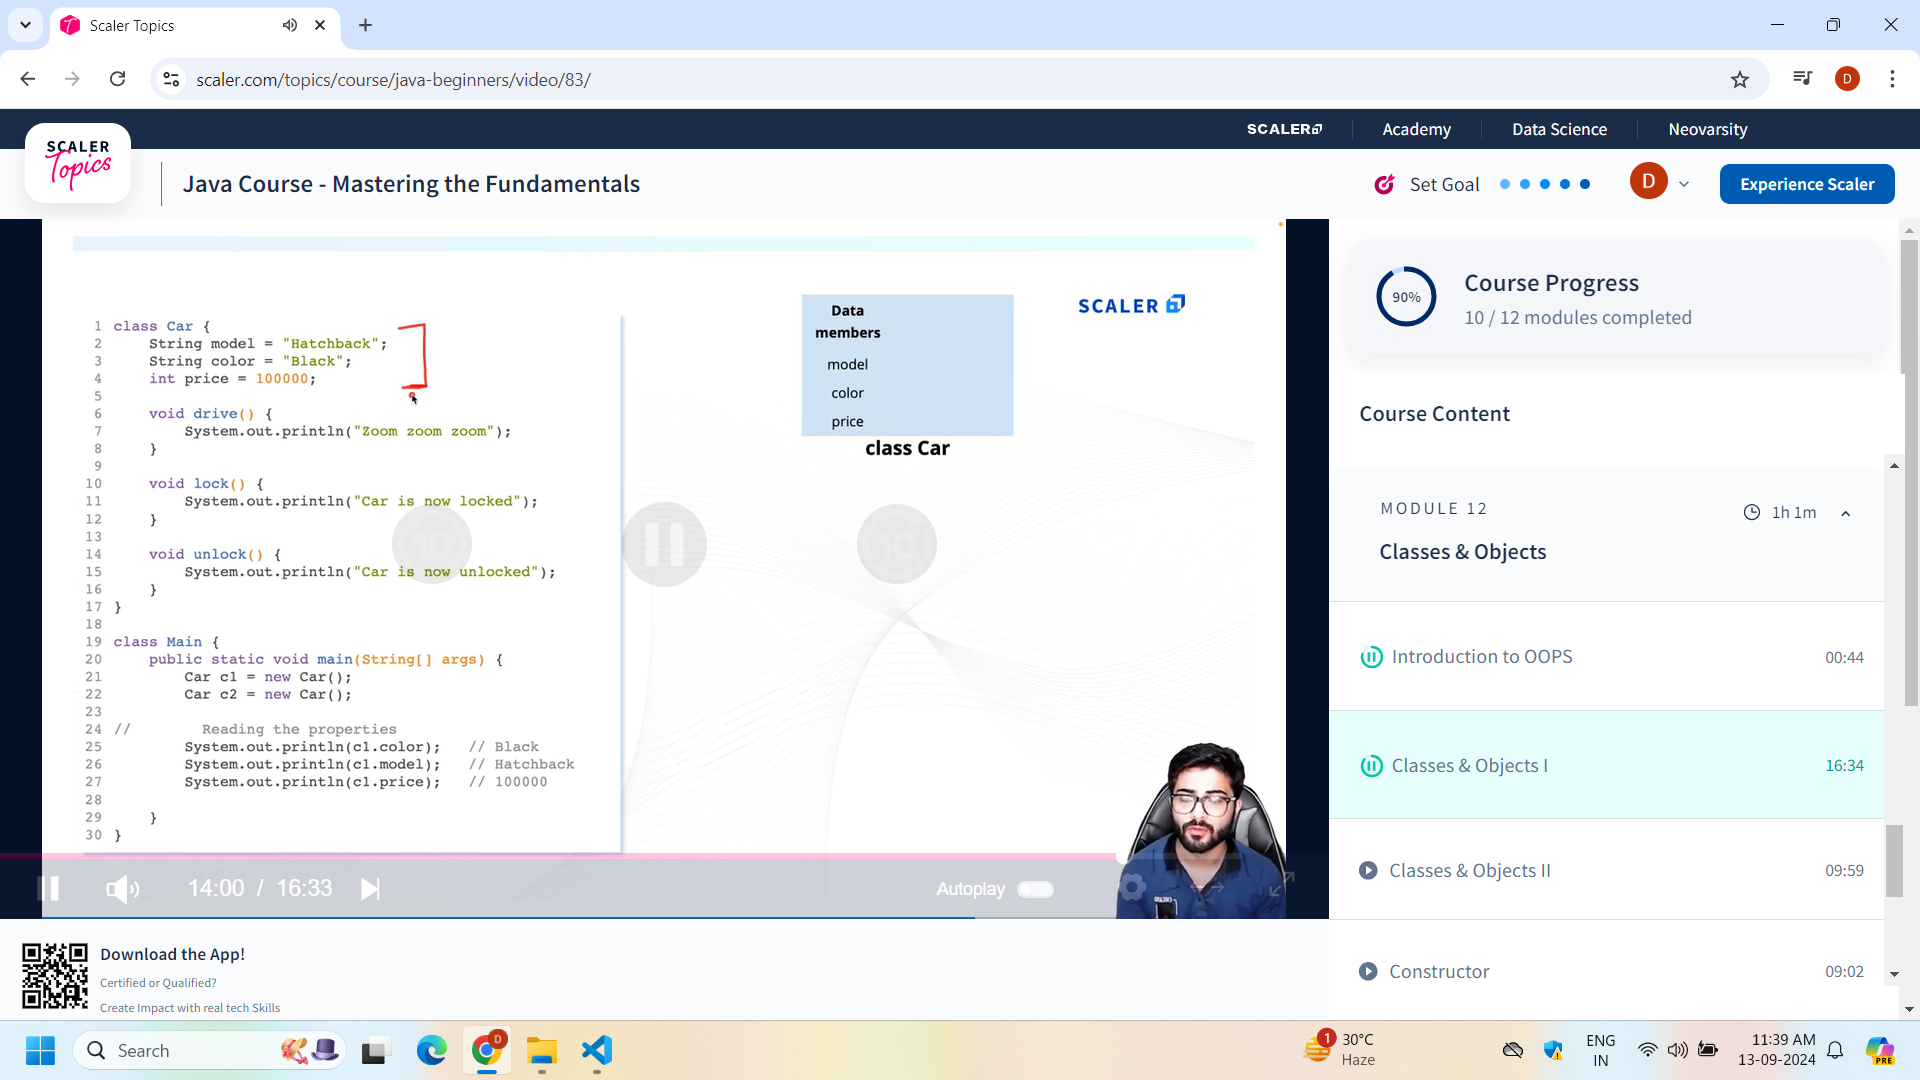 Scaler Topics
scaler.com/topics/course/java-beginners/video/83/
D
SCALER
Academy
Data Science
Neovarsity
SCALER
Topics
Java Course - Mastering the Fundamentals
Set Goal
D
Experience Scaler
1 class Car {
2 String model = "Hatchback";
3 String color = "Black";
4 int price = 100000;
5
6 void drive() {
7 System.out.println("Zoom zoom zoom");
8 }
9
10 void lock() {
11 System.out.println("Car is now locked");
12 }
13
14 void unlock() {
15 System.out.println("Car is now unlocked");
16 }
17 }
18
19 class Main {
20 public static void main(String[] args) {
21 Car c1 = new Car();
22 Car c2 = new Car();
23
24 // Reading the properties
25 System.out.println(c1.color); // Black
26 System.out.println(c1.model); // Hatchback
27 System.out.println(c1.price); // 100000
28
29 }
30 }
Data
members
model
color
price
class Car
SCALER
10
10
14:00 / 16:33
Autoplay
90%
Course Progress
10 / 12 modules completed
Course Content
MODULE 12
1h 1m
Classes & Objects
Introduction to OOPS
00:44
Classes & Objects I
16:34
Classes & Objects II
09:59
Constructor
09:02
Download the App!
Certified or Qualified?
Create Impact with real tech Skills
Search
D
1
30°C
Haze
ENG
IN
11:39 AM
13-09-2024
PRE